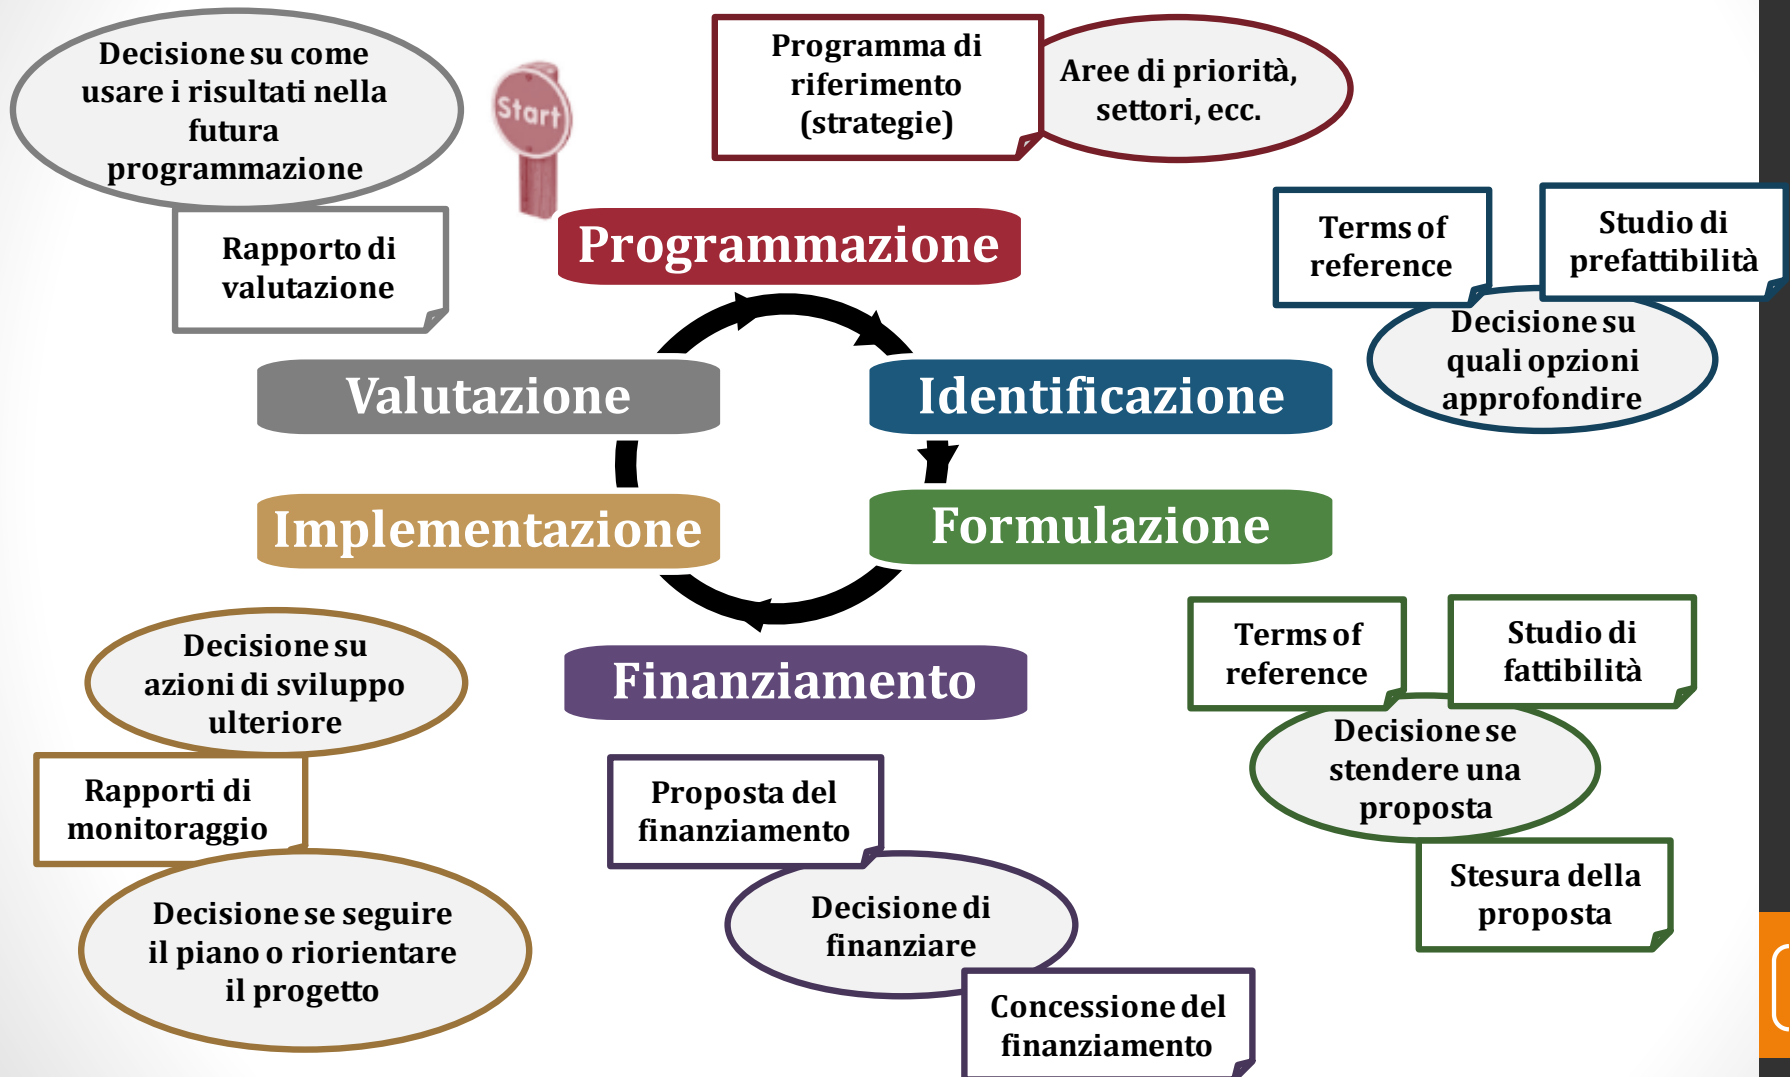 Decisione su come
usare i risultati nella
futura
programmazione
Rapporto di
valutazione
Start
Programma di
riferimento
(strategie)
Aree di priorità,
settori, ecc.
Programmazione
Terms of
reference
Studio di
prefattibilità
Decisione su
quali opzioni
approfondire
Valutazione
Identificazione
Implementazione
Formulazione
Finanziamento
Terms of
reference
Studio di
fattibilità
Decisione se
stendere una
proposta
Stesura della
proposta
Decisione su
azioni di sviluppo
ulteriore
Rapporti di
monitoraggio
Decisione se seguire
il piano o riorientare
il progetto
Proposta del
finanziamento
Decisione di
finanziare
Concessione del
finanziamento